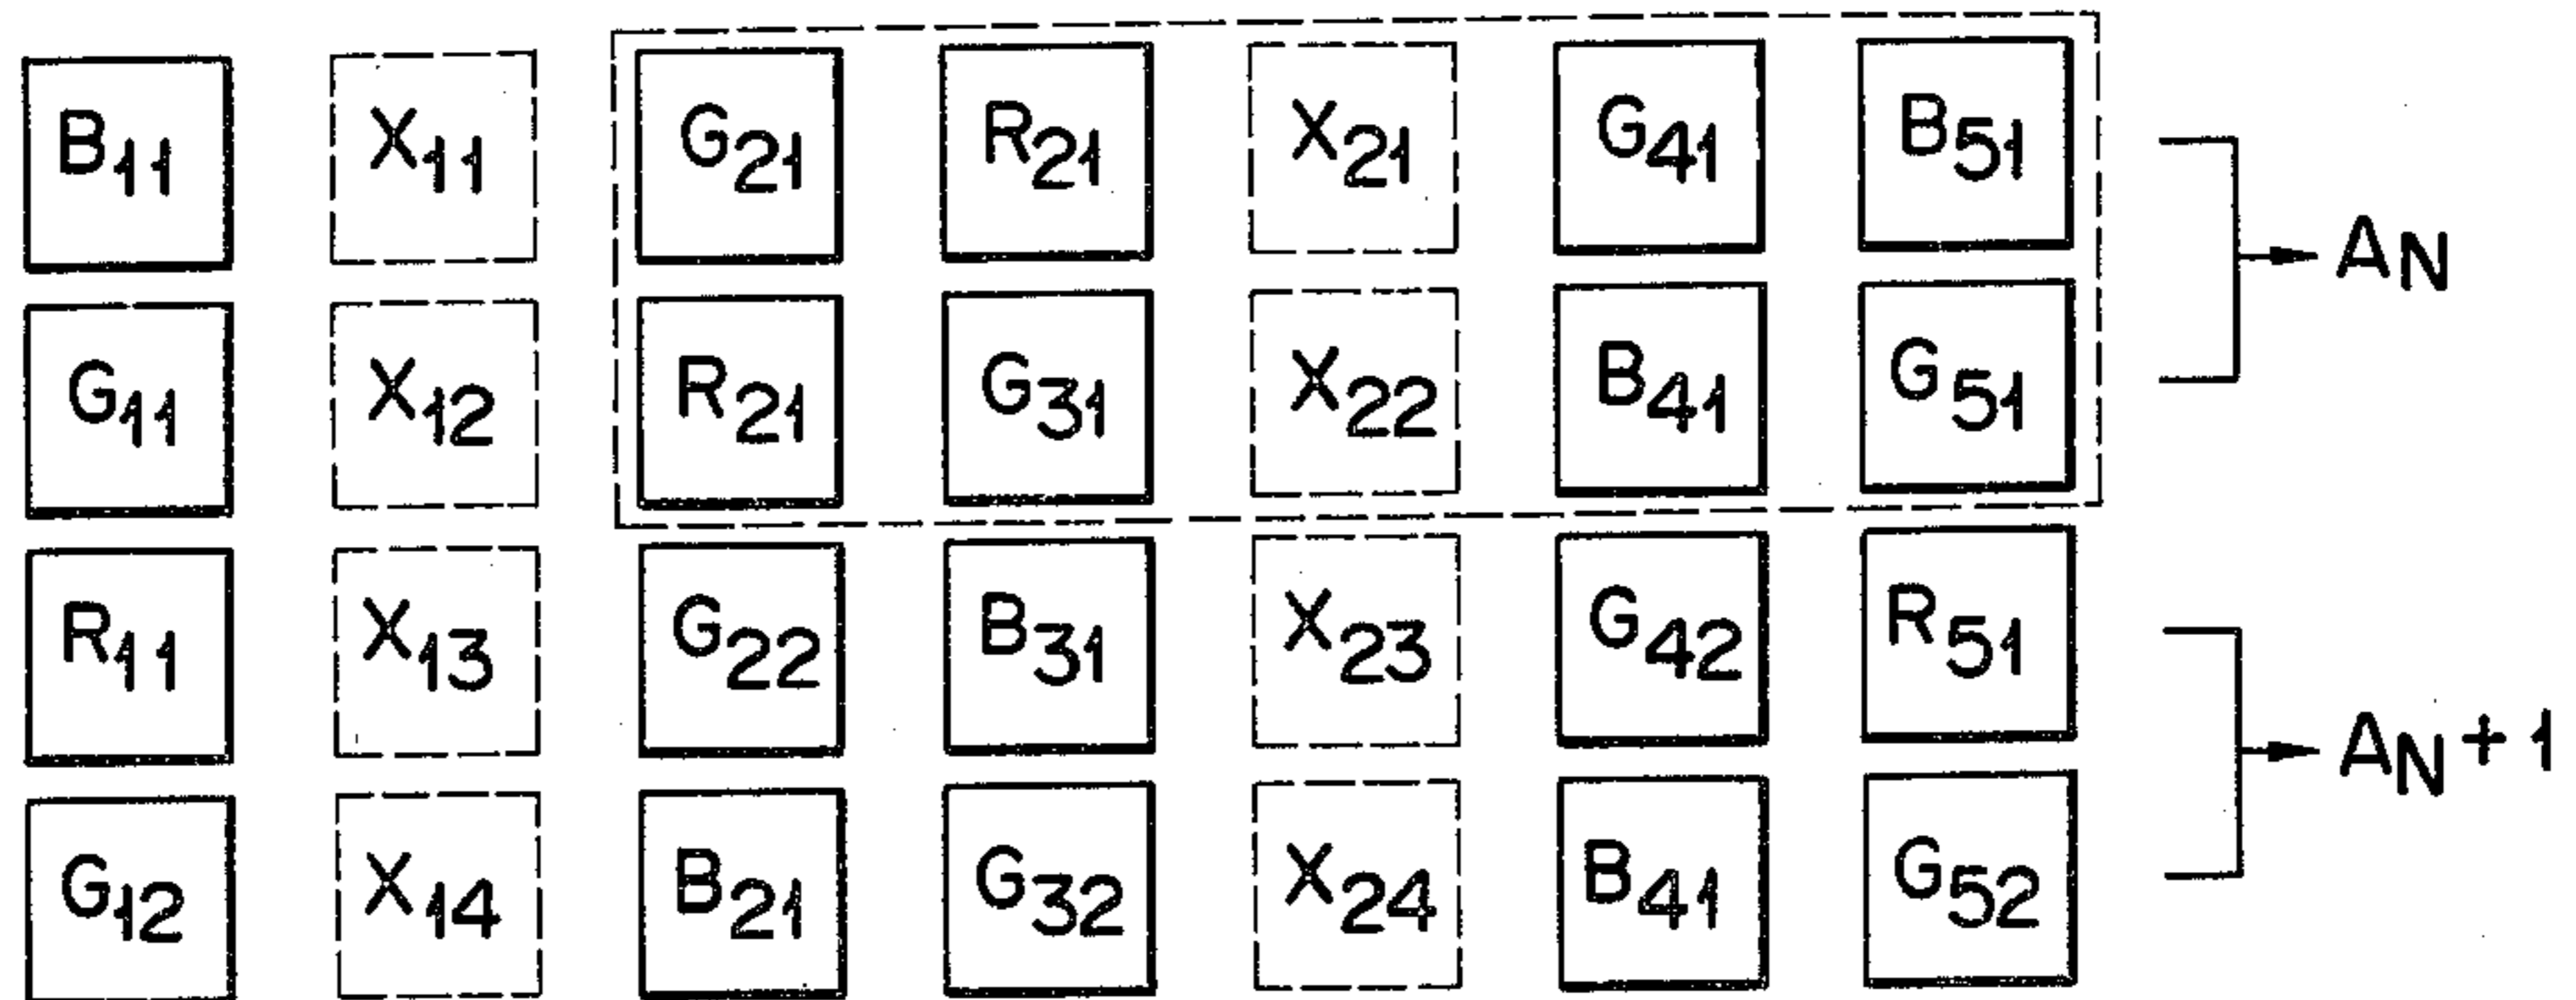 B11 X11 G21 R21 X21 G41 B51
AN
G11 X12 R21 G31 X22 B41 G51
R11 X13 G22 B31 X23 G42 R51
AN+1
G12 X14 B21 G32 X24 B41 G52